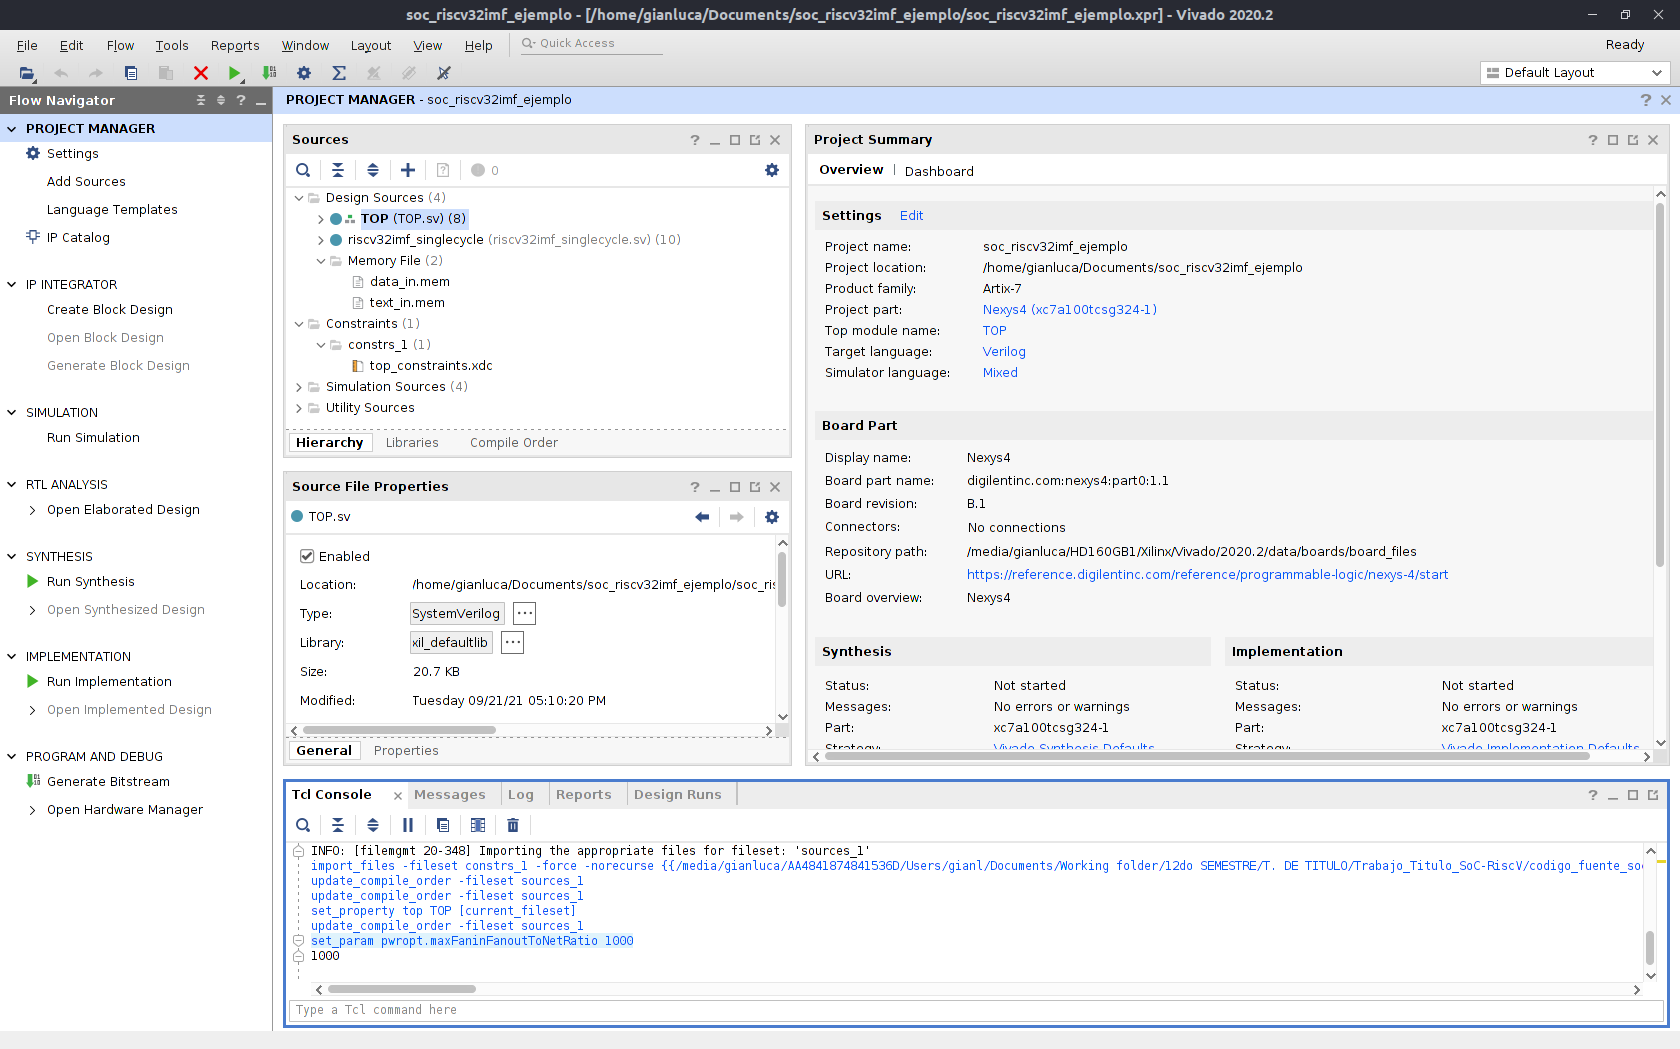 soc_riscv32imf_ejemplo - [/home/gianluca/Documents/soc_riscv32imf_ejemplo/soc_riscv32imf_ejemplo.xpr] - Vivado 2020.2
File Edit Flow Tools Reports Window Layout View Help Quick Access Ready
Default Layout
Flow Navigator
PROJECT MANAGER
Settings
Add Sources
Language Templates
IP Catalog
IP INTEGRATOR
Create Block Design
Open Block Design
Generate Block Design
SIMULATION
Run Simulation
RTL ANALYSIS
Open Elaborated Design
SYNTHESIS
Run Synthesis
Open Synthesized Design
IMPLEMENTATION
Run Implementation
Open Implemented Design
PROGRAM AND DEBUG
Generate Bitstream
Open Hardware Manager
PROJECT MANAGER - soc_riscv32imf_ejemplo
Sources
0
Design Sources (4)
TOP (TOP.sv) (8)
riscv32imf_singlecycle (riscv32imf_singlecycle.sv) (10)
Memory File (2)
data_in.mem
text_in.mem
Constraints (1)
constrs_1 (1)
top_constraints.xdc
Simulation Sources (4)
Utility Sources
Hierarchy Libraries Compile Order
Source File Properties
TOP.sv
Enabled
Location: /home/gianluca/Documents/soc_riscv32imf_ejemplo/soc_ris
Type: SystemVerilog ...
Library: xil_defaultlib ...
Size: 20.7 KB
Modified: Tuesday 09/21/21 05:10:20 PM
General Properties
Project Summary
Overview | Dashboard
Settings Edit
Project name: soc_riscv32imf_ejemplo
Project location: /home/gianluca/Documents/soc_riscv32imf_ejemplo
Product family: Artix-7
Project part: Nexys4 (xc7a100tcsg324-1)
Top module name: TOP
Target language: Verilog
Simulator language: Mixed
Board Part
Display name: Nexys4
Board part name: digilentinc.com:nexys4:part0:1.1
Board revision: B.1
Connectors: No connections
Repository path: /media/gianluca/HD160GB1/Xilinx/Vivado/2020.2/data/boards/board_files
URL: https://reference.digilentinc.com/reference/programmable-logic/nexys-4/start
Board overview: Nexys4
Synthesis
Status: Not started
Messages: No errors or warnings
Part: xc7a100tcsg324-1
Strategy: Vivado Synthesis Defaults
Implementation
Status: Not started
Messages: No errors or warnings
Part: xc7a100tcsg324-1
Strategy: Vivado Implementation Defaults
Tcl Console Messages Log Reports Design Runs
INFO: [filemgmt 20-348] Importing the appropriate files for fileset: 'sources_1'
import_files -fileset constrs_1 -force -norecurse {{/media/gianluca/AA4841874841536D/Users/gianl/Documents/Working folder/12do SEMESTRE/T. DE TITULO/Trabajo_Titulo_SoC-RiscV/codigo_fuente_soc
update_compile_order -fileset sources_1
update_compile_order -fileset sources_1
set_property top TOP [current_fileset]
update_compile_order -fileset sources_1
set_param pwropt.maxFaninFanoutToNetRatio 1000
1000
Type a Tcl command here